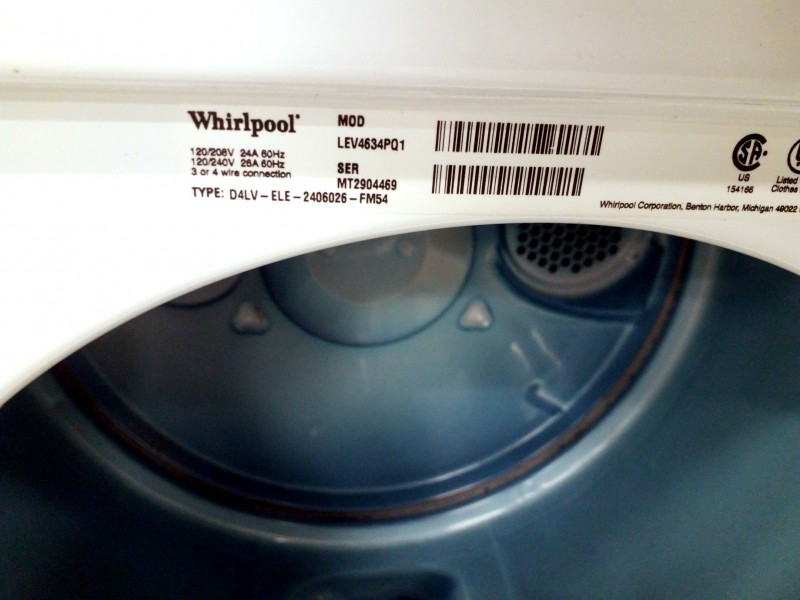 Whirlpool
120/208V 24A 60Hz
120/240V 26A 60Hz
3 or 4 wire connection
TYPE: D4LV-ELE-2406026-FM54
MOD
LEV4634PQ1
SER
MT2904469
US
154166
Listed
Clothes
Whirlpool Corporation, Benton Harbor, Michigan 49022